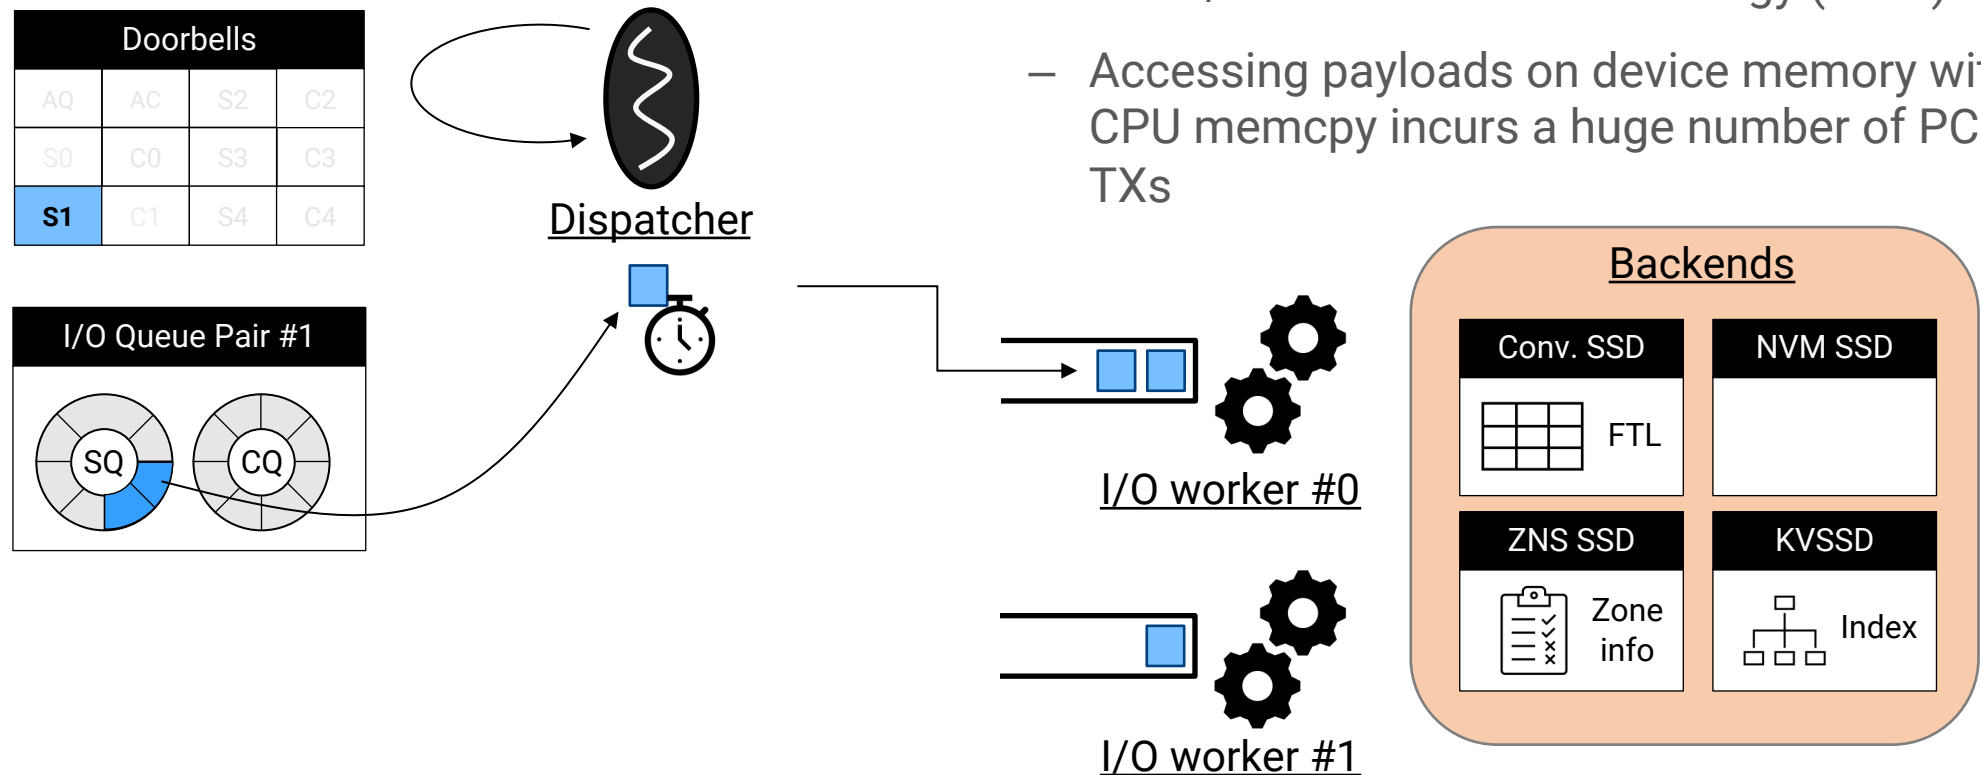 Doorbells
AQ AC S2 C2
S0 C0 S3 C3
S1 C1 S4 C4
Dispatcher
– Accessing payloads on device memory
CPU memcpy incurs a huge number of
TXs
I/O Queue Pair #1
SQ CQ
I/O worker #0
I/O worker #1
Backends
Conv. SSD
FTL
NVM SSD
ZNS SSD
Zone
info
KVSSD
Index